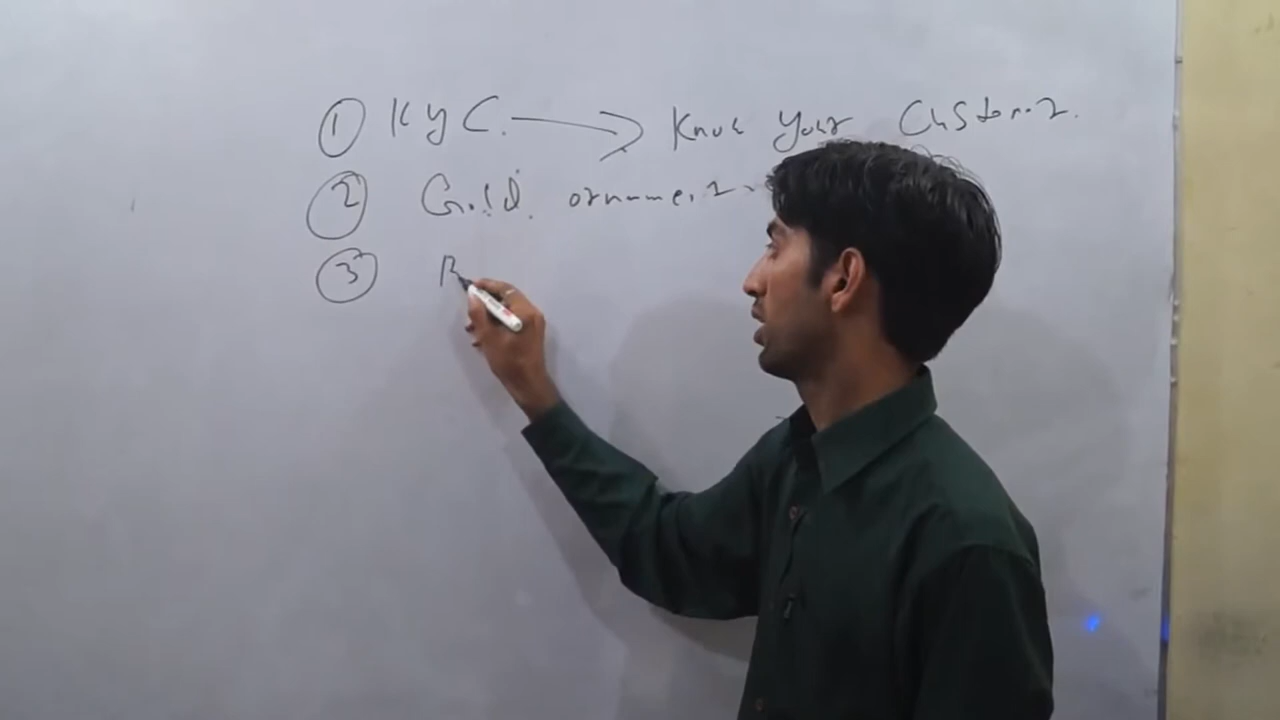 ① KYC. → Know Your Customer.
② Gold. ornament
③